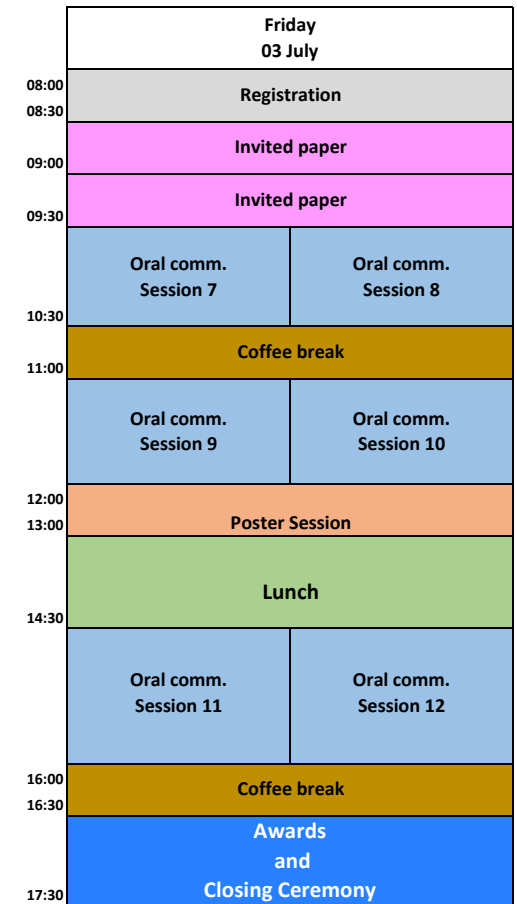 Friday
03 July
08:00
Registration
08:30
Invited paper
09:00
Invited paper
09:30
Oral comm.
Session 7
Oral comm.
Session 8
10:30
Coffee break
11:00
Oral comm.
Session 9
Oral comm.
Session 10
12:00
13:00
Poster Session
Lunch
14:30
Oral comm.
Session 11
Oral comm.
Session 12
16:00
Coffee break
16:30
Awards
and
Closing Ceremony
17:30